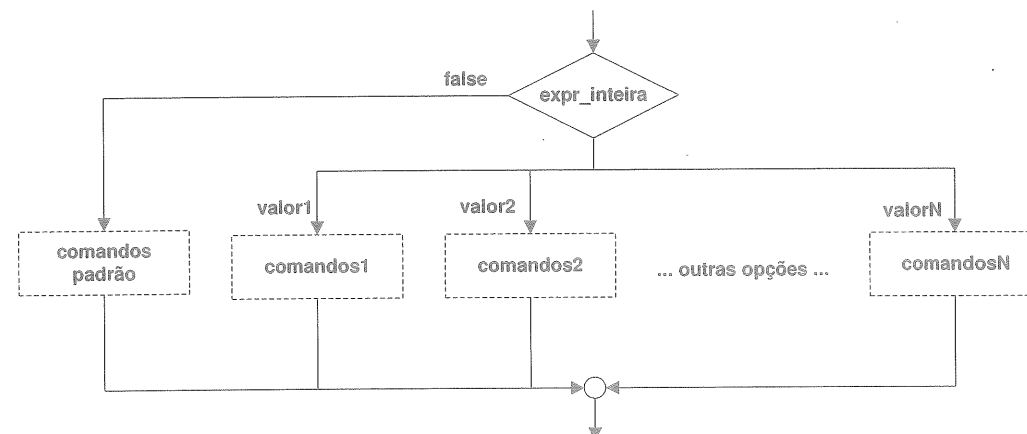 false
expr_inteira
valor1
valor2
valorN
comandos
padrão
comandos1
comandos2
... outras opções ...
comandosN